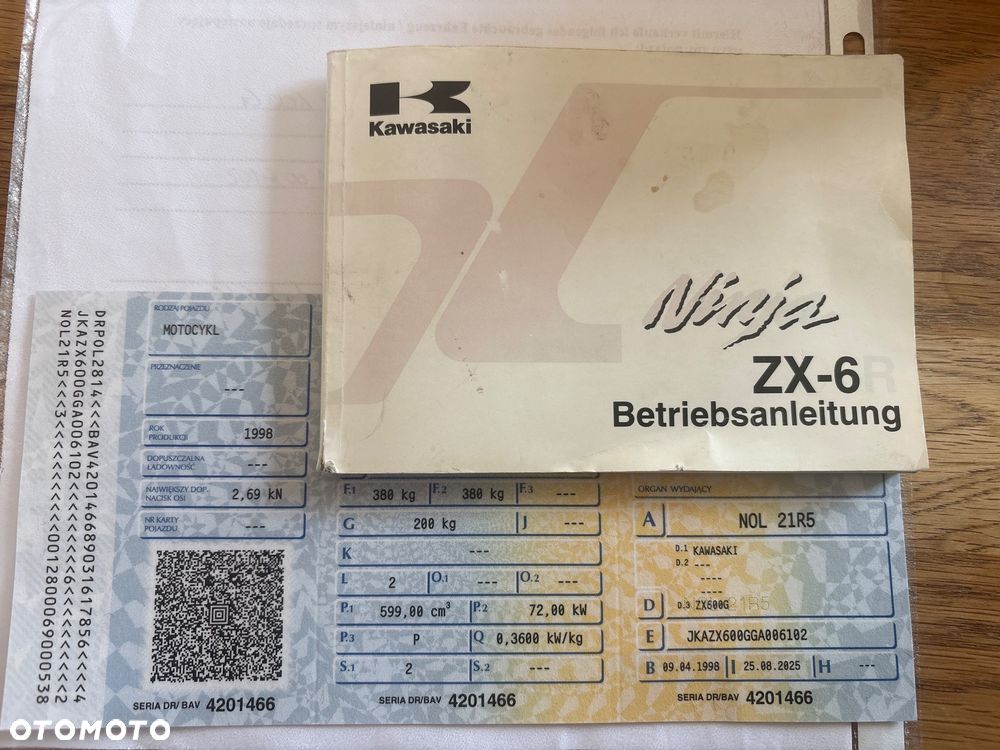 Kawasaki
Ninja
ZX-6R
Betriebsanleitung
DRPOL2814<<BAV420146689031617856<<<<4
JKAZX600GGA006102<<<<<<<6<<<<<<<<<<<2
NOL21R5<<<3<<<<<<<<<<<00128000690000538
RODZAJ POJAZDU
MOTOCYKL
PRZEZNACZENIE
---
ROK PRODUKCJI 1998
DOPUSZCZALNA ŁADOWNOŚĆ ---
NAJWIĘKSZY DOP. NACISK OSI 2,69 kN
NR KARTY POJAZDU ---
SERIA DR/BAV 4201466
F.1 380 kg F.2 380 kg F.3 ---
G 200 kg J ---
K ---
L 2 O.1 --- O.2 ---
P.1 599,00 cm³ P.2 72,00 kW
P.3 P Q 0,3600 kW/kg
S.1 2 S.2 ---
SERIA DR/BAV 4201466
ORGAN WYDAJĄCY
A NOL 21R5
D.1 KAWASAKI
D.2 ---
----
----
D D.3 ZX600G
E JKAZX600GGA006102
B 09.04.1998 I 25.08.2025 H ---
SERIA DR/BAV 4201466
OTOMOTO